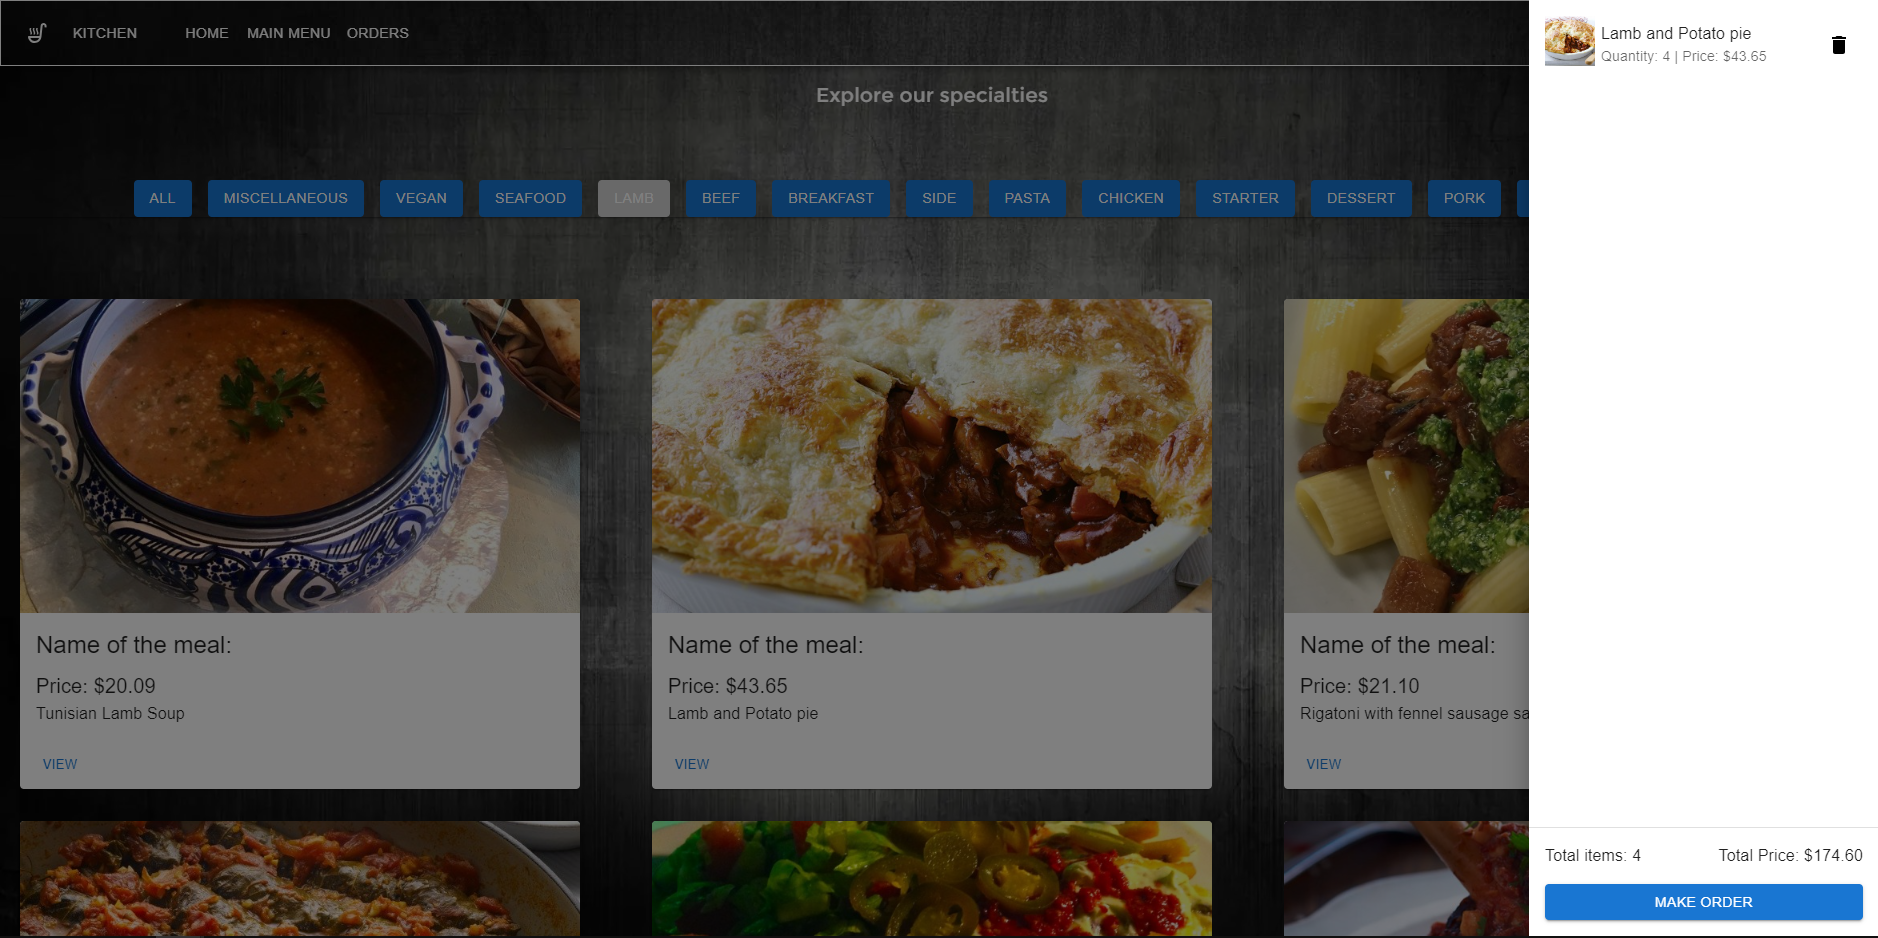 KITCHEN HOME MAIN MENU ORDERS
Explore our specialties
ALL MISCELLANEOUS VEGAN SEAFOOD LAMB BEEF BREAKFAST SIDE PASTA CHICKEN STARTER DESSERT PORK
Name of the meal:
Price: $20.09
Tunisian Lamb Soup
VIEW
Name of the meal:
Price: $43.65
Lamb and Potato pie
VIEW
Name of the meal:
Price: $21.10
Rigatoni with fennel sausage sa
VIEW
Lamb and Potato pie
Quantity: 4 | Price: $43.65
Total items: 4 Total Price: $174.60
MAKE ORDER